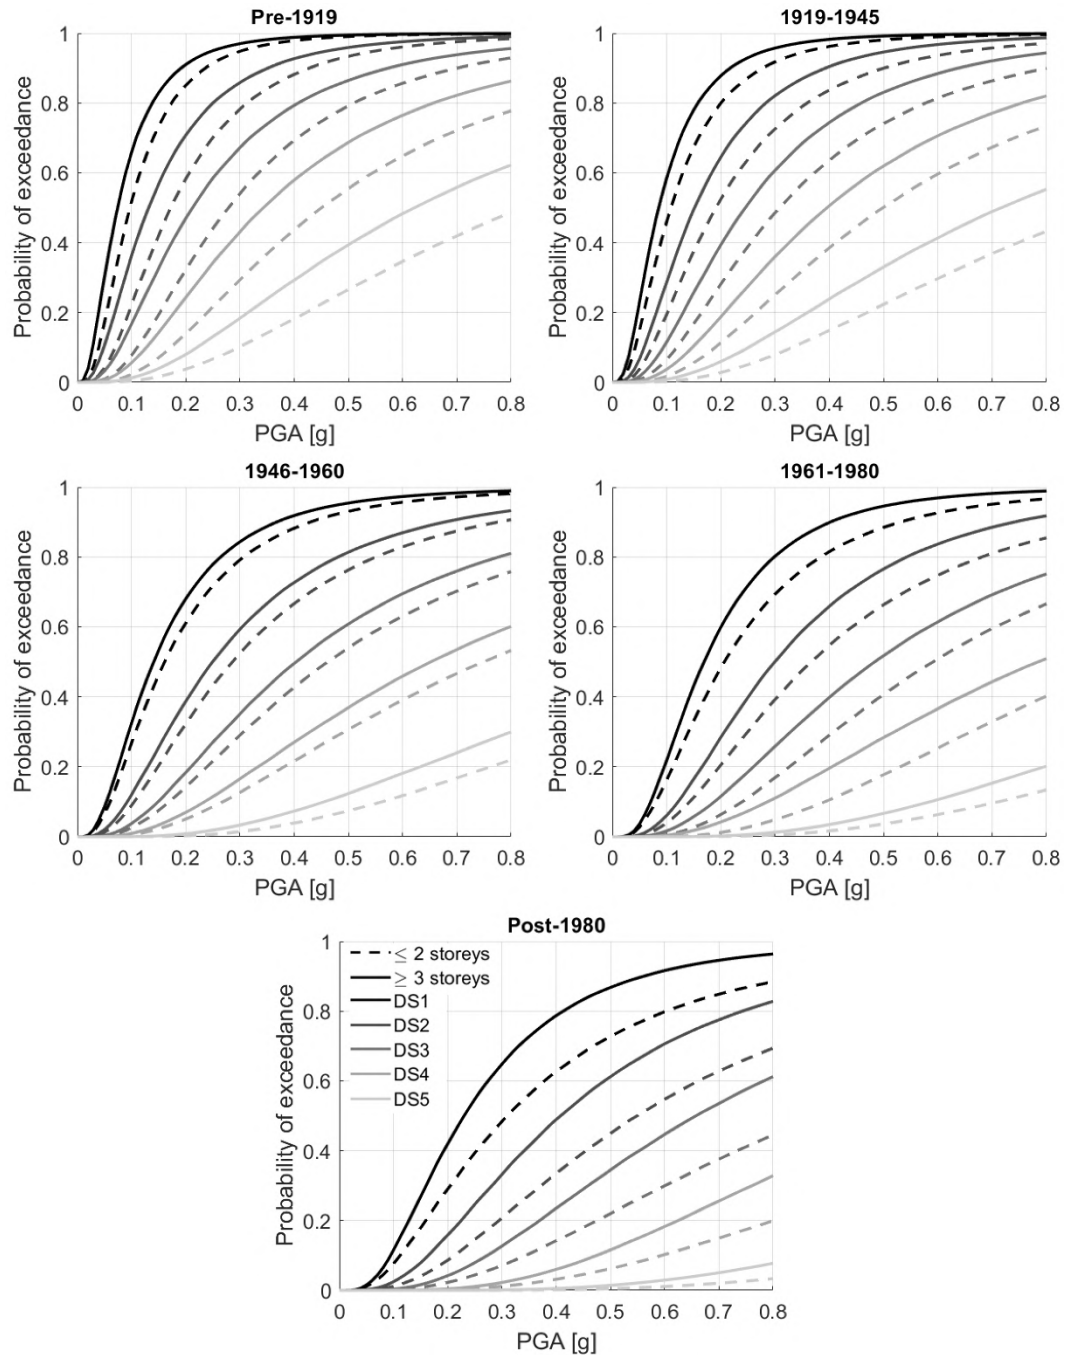 Pre-1919
1
0.8
0.6
0.4
0.2
0
Probability of exceedance
0 0.1 0.2 0.3 0.4 0.5 0.6 0.7 0.8
PGA [g]
1919-1945
1
0.8
0.6
0.4
0.2
0
Probability of exceedance
0 0.1 0.2 0.3 0.4 0.5 0.6 0.7 0.8
PGA [g]
1946-1960
1
0.8
0.6
0.4
0.2
0
Probability of exceedance
0 0.1 0.2 0.3 0.4 0.5 0.6 0.7 0.8
PGA [g]
1961-1980
1
0.8
0.6
0.4
0.2
0
Probability of exceedance
0 0.1 0.2 0.3 0.4 0.5 0.6 0.7 0.8
PGA [g]
Post-1980
1
0.8
0.6
0.4
0.2
0
Probability of exceedance
≤ 2 storeys
≥ 3 storeys
DS1
DS2
DS3
DS4
DS5
0 0.1 0.2 0.3 0.4 0.5 0.6 0.7 0.8
PGA [g]